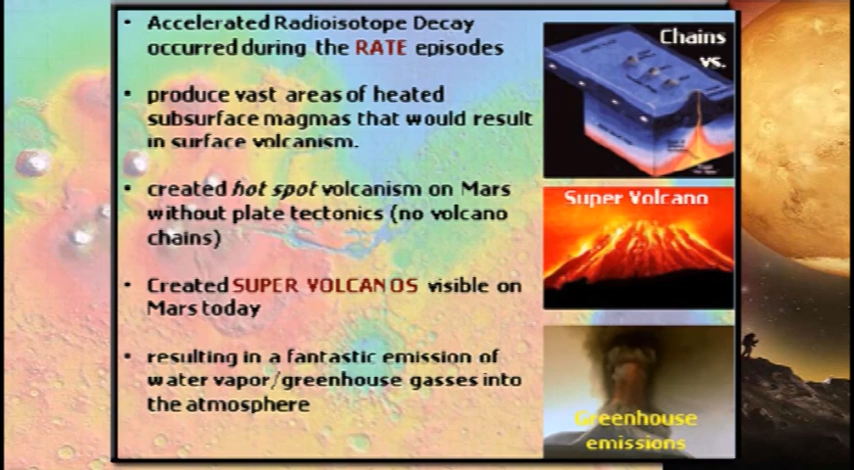 • Accelerated Radioisotope Decay
occurred during the RATE episodes
• produce vast areas of heated
subsurface magmas that would result
in surface volcanism.
• created hot spot volcanism on Mars
without plate tectonics (no volcano
chains)
• Created SUPER VOLCANOS visible on
Mars today
• resulting in a fantastic emission of
water vapor/greenhouse gasses into
the atmosphere
Chains
vs.
Super Volcano
Greenhouse
emissions